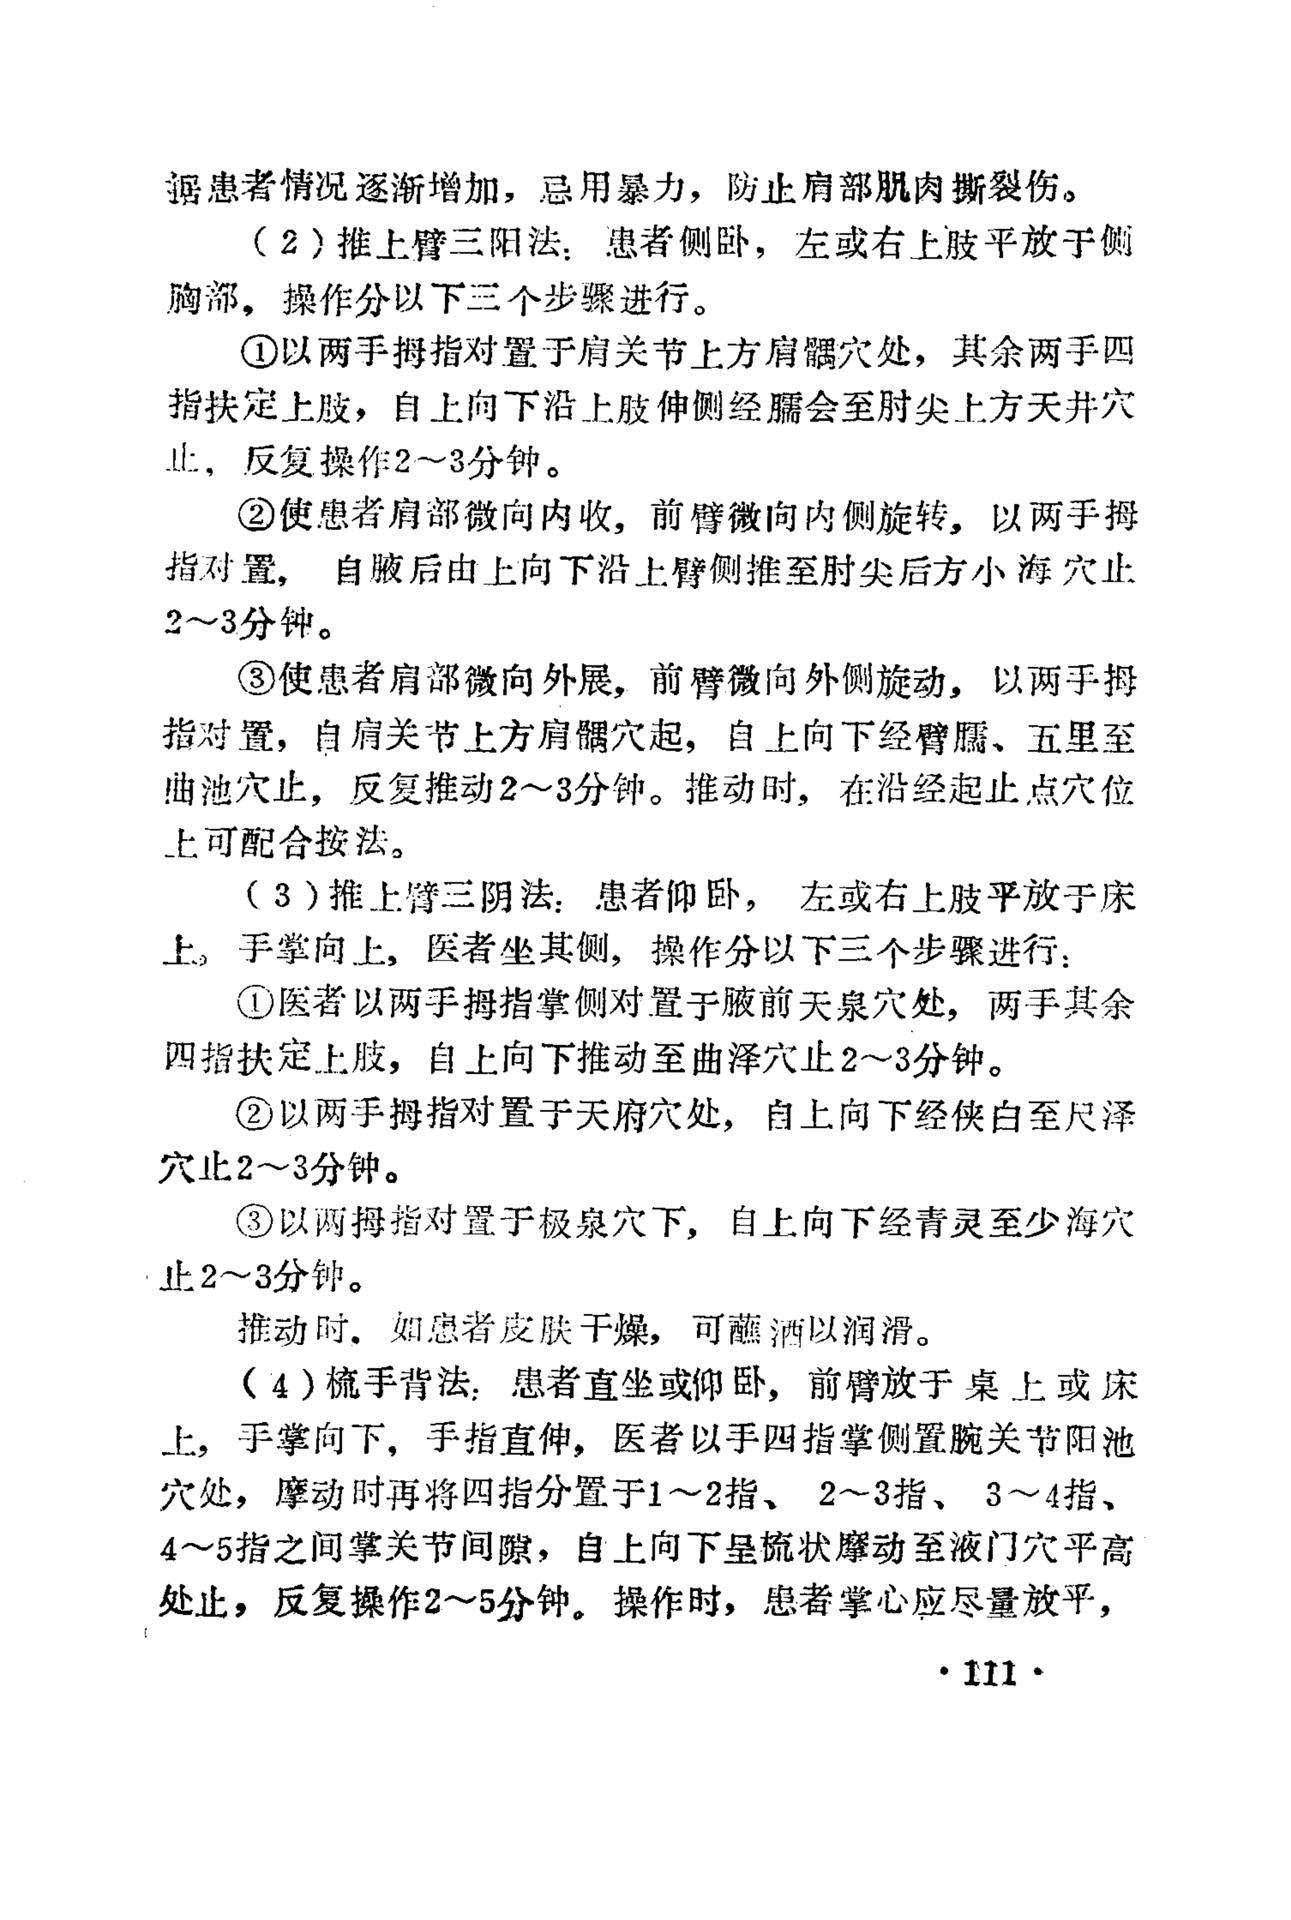 据患者情况逐渐增加，忌用暴力，防止肩部肌肉撕裂伤。
（2）推上臂三阳法：患者侧卧，左或右上肢平放于侧
胸部，操作分以下三个步骤进行。
①以两手拇指对置于肩关节上方肩髃穴处，其余两手四
指扶定上肢，自上向下沿上肢伸侧经臑会至肘尖上方天井穴
止，反复操作2～3分钟。
②使患者肩部微向内收，前臂微向内侧旋转，以两手拇
指对置，自腋后由上向下沿上臂侧推至肘尖后方小海穴止
2～3分钟。
③使患者肩部微向外展，前臂微向外侧旋动，以两手拇
指对置，自肩关节上方肩髃穴起，自上向下经臂臑、五里至
曲池穴止，反复推动2～3分钟。推动时，在沿经起止点穴位
上可配合按法。
（3）推上臂三阴法：患者仰卧，左或右上肢平放于床
上。手掌向上，医者坐其侧，操作分以下三个步骤进行：
①医者以两手拇指掌侧对置于腋前天泉穴处，两手其余
四指扶定上肢，自上向下推动至曲泽穴止2～3分钟。
②以两手拇指对置于天府穴处，自上向下经侠白至尺泽
穴止2～3分钟。
③以两拇指对置于极泉穴下，自上向下经青灵至少海穴
止2～3分钟。
推动时．如患者皮肤干燥，可蘸酒以润滑。
（4）梳手背法：患者直坐或仰卧，前臂放于桌上或床
上，手掌向下，手指直伸，医者以手四指掌侧置腕关节阳池
穴处，摩动时再将四指分置于1～2指、2～3指、3～4指、
4～5指之间掌关节间隙，自上向下呈梳状摩动至液门穴平高
处止，反复操作2～5分钟。操作时，患者掌心应尽量放平，
·111·